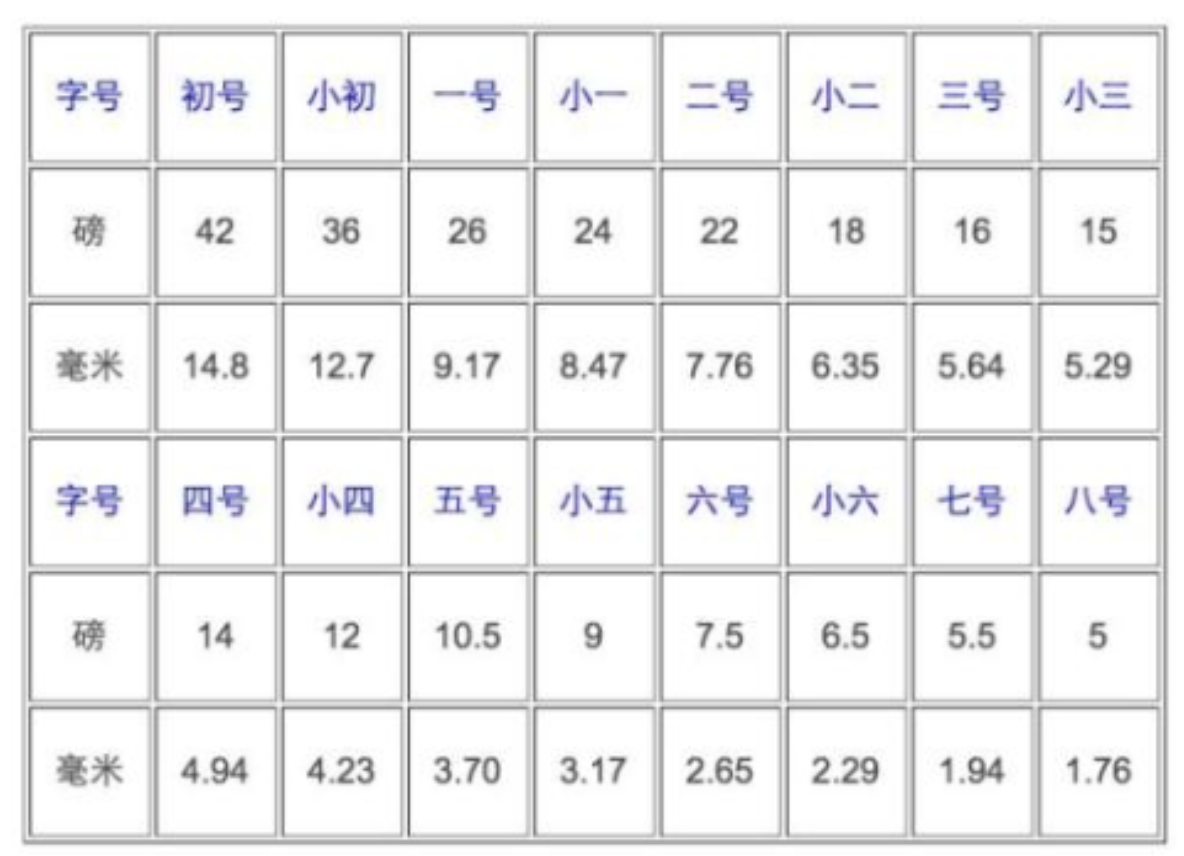 字号 初号 小初 一号 小一 二号 小二 三号 小三
磅 42 36 26 24 22 18 16 15
毫米 14.8 12.7 9.17 8.47 7.76 6.35 5.64 5.29
字号 四号 小四 五号 小五 六号 小六 七号 八号
磅 14 12 10.5 9 7.5 6.5 5.5 5
毫米 4.94 4.23 3.70 3.17 2.65 2.29 1.94 1.76